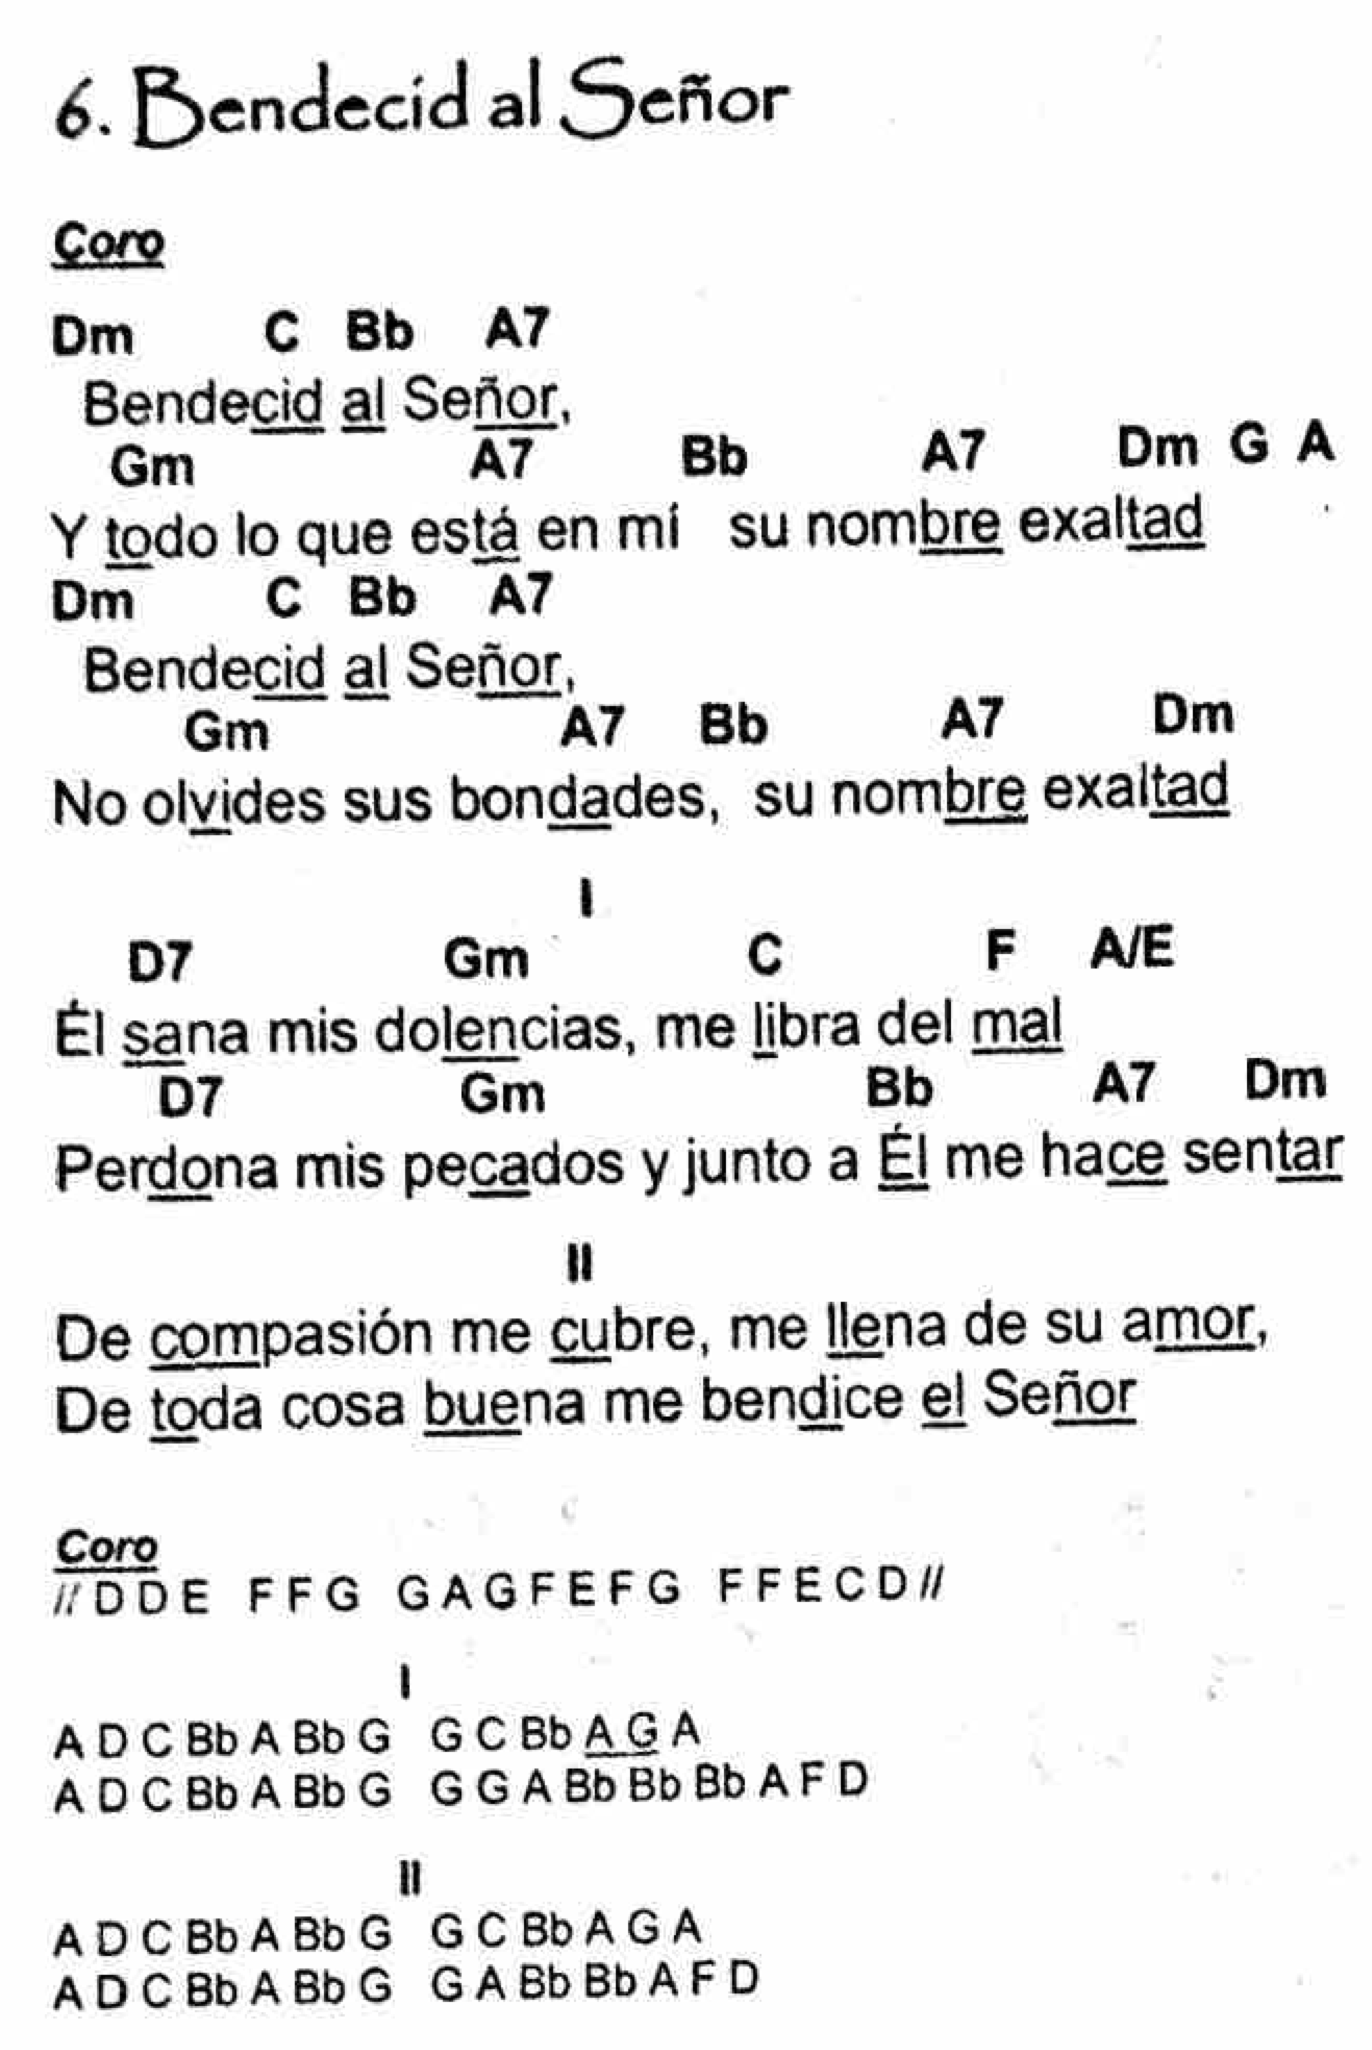 6. Bendecid al Señor
Coro
Dm C Bb A7
Bendecid al Señor,
Gm A7 Bb A7 Dm G A
Y todo lo que está en mí su nombre exaltad
Dm C Bb A7
Bendecid al Señor,
Gm A7 Bb A7 Dm
No olvides sus bondades, su nombre exaltad
I
D7 Gm C F A/E
Él sana mis dolencias, me libra del mal
D7 Gm Bb A7 Dm
Perdona mis pecados y junto a Él me hace sentar
II
De compasión me cubre, me llena de su amor,
De toda cosa buena me bendice el Señor
Coro
// D D E F F G G A G F E F G F F E C D //
I
A D C Bb A Bb G G C Bb A G A
A D C Bb A Bb G G G A Bb Bb Bb A F D
II
A D C Bb A Bb G G C Bb A G A
A D C Bb A Bb G G A Bb Bb A F D